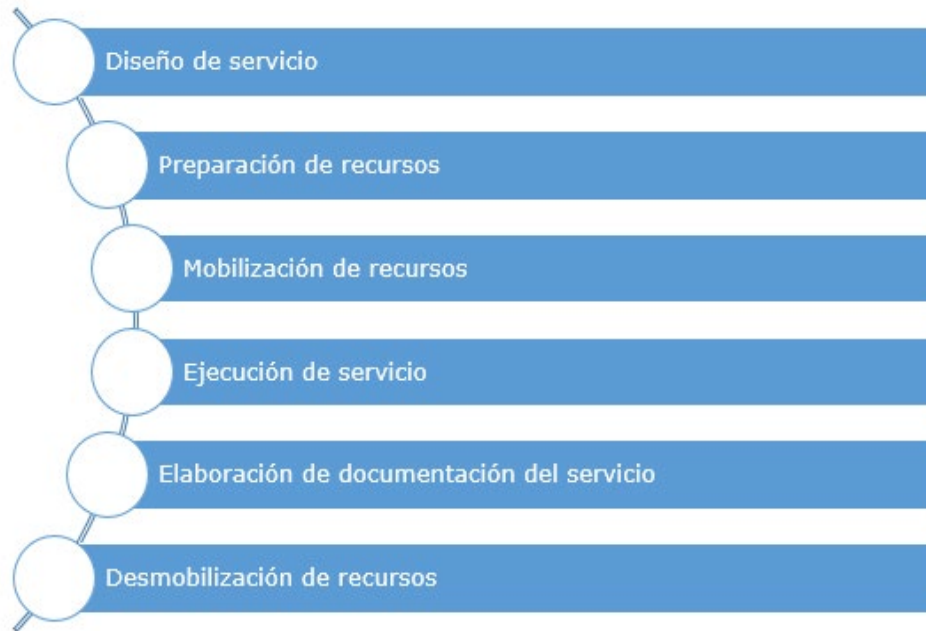 Diseño de servicio
Preparación de recursos
Mobilización de recursos
Ejecución de servicio
Elaboración de documentación del servicio
Desmobilización de recursos